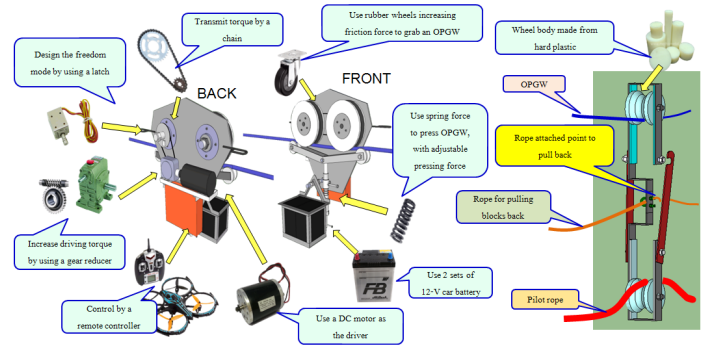 Design the freedom
mode by using a latch
Transmit torque by a
chain
BACK
Increase driving torque
by using a gear reducer
Control by a
remote controller
Use a DC motor as
the driver
Use rubber wheels increasing
friction force to grab an OPGW
FRONT
Use spring force
to press OPGW,
with adjustable
pressing force
FB
Use 2 sets of
12-V car battery
Wheel body made from
hard plastic
OPGW
Rope attached point to
pull back
Rope for pulling
blocks back
Pilot rope